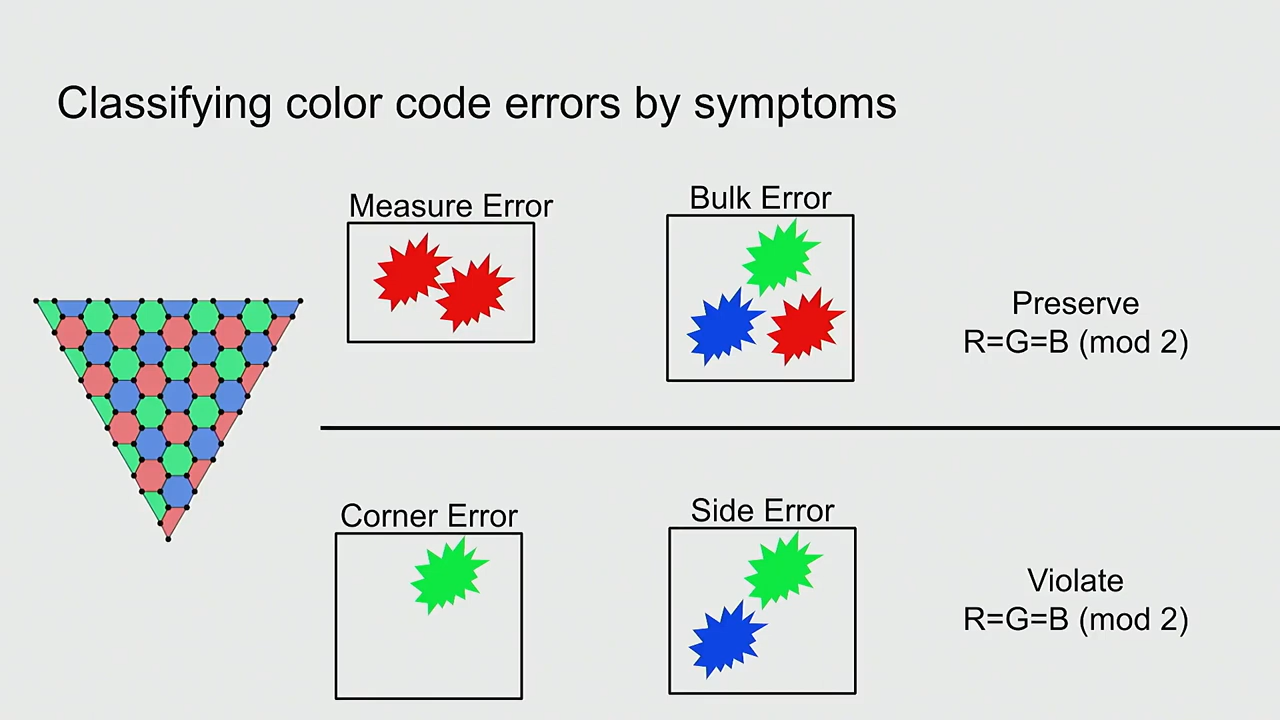 Classifying color code errors by symptoms
Measure Error
Bulk Error
Preserve
R=G=B (mod 2)
Corner Error
Side Error
Violate
R=G=B (mod 2)